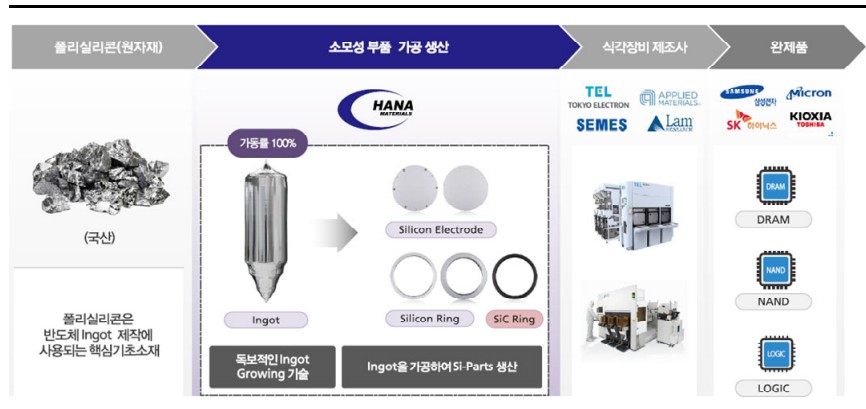 폴리실리콘(원자재)
소모성 부품 가공 생산
식각장비 제조사
완제품
(국산)
폴리실리콘은
반도체 Ingot 제작에
사용되는 핵심기초소재
HANA
MATERIALS
가동률 100%
Ingot
Silicon Electrode
Silicon Ring
SiC Ring
독보적인 Ingot
Growing 기술
Ingot을 가공하여 Si-Parts 생산
TEL
TOKYO ELECTRON
APPLIED
MATERIALS
SEMES
Lam
RESEARCH
TEL
SAMSUNG
삼성전자
Micron
SK 하이닉스
KIOXIA
TOSHIBA
DRAM
DRAM
NAND
NAND
LOGIC
LOGIC